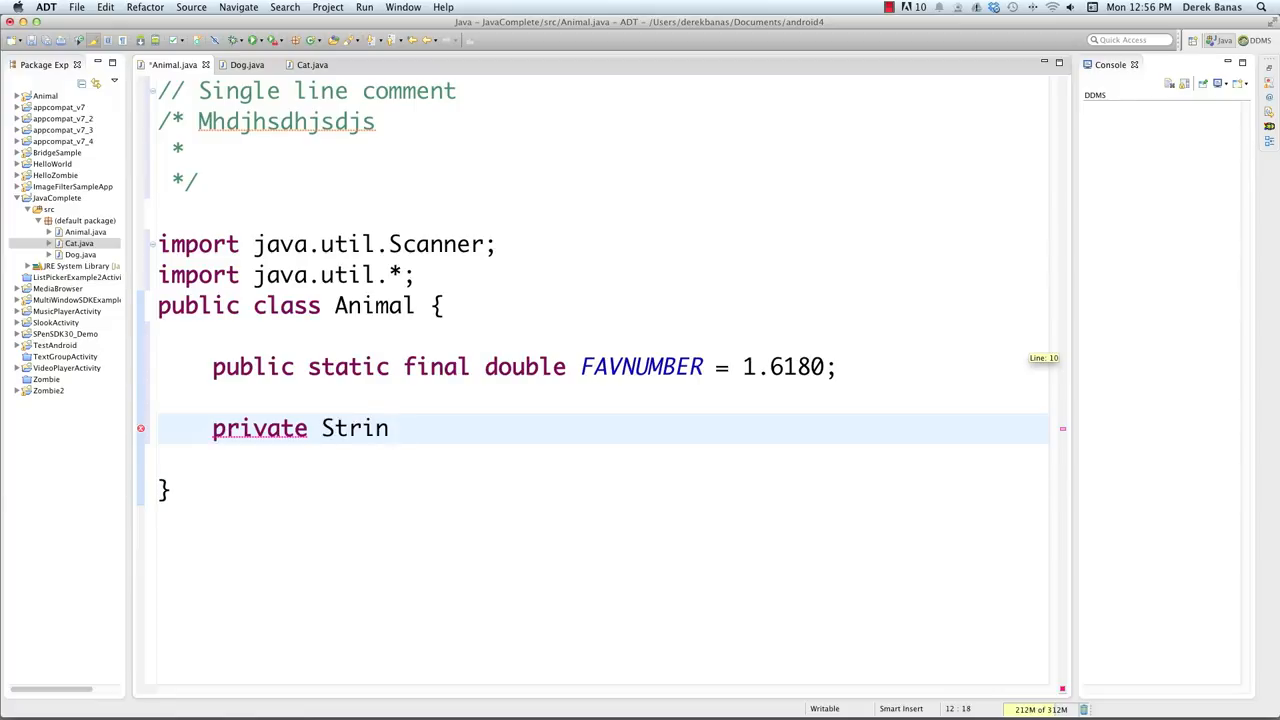 ADT File Edit Refactor Source Navigate Search Project Run Window Help 10 Mon 12:56 PM Derek Banas
Java - JavaComplete/src/Animal.java - ADT - /Users/derekbanas/Documents/android4
Quick Access Java DDMS
Package Exp
*Animal.java Dog.java Cat.java
Console
DDMS
Animal
appcompat_v7
appcompat_v7_2
appcompat_v7_3
appcompat_v7_4
BridgeSample
HelloWorld
HelloZombie
ImageFilterSampleApp
JavaComplete
src
(default package)
Animal.java
Cat.java
Dog.java
JRE System Library [Ja
ListPickerExample2Activi
MediaBrowser
MultiWindowSDKExample
MusicPlayerActivity
SlookActivity
SPenSDK30_Demo
TestAndroid
TextGroupActivity
VideoPlayerActivity
Zombie
Zombie2
// Single line comment
/* Mhdjhsdhjsdjs
*
*/
import java.util.Scanner;
import java.util.*;
public class Animal {
public static final double FAVNUMBER = 1.6180;
Line: 10
private Strin
}
Writable Smart Insert 12 : 18 212M of 312M